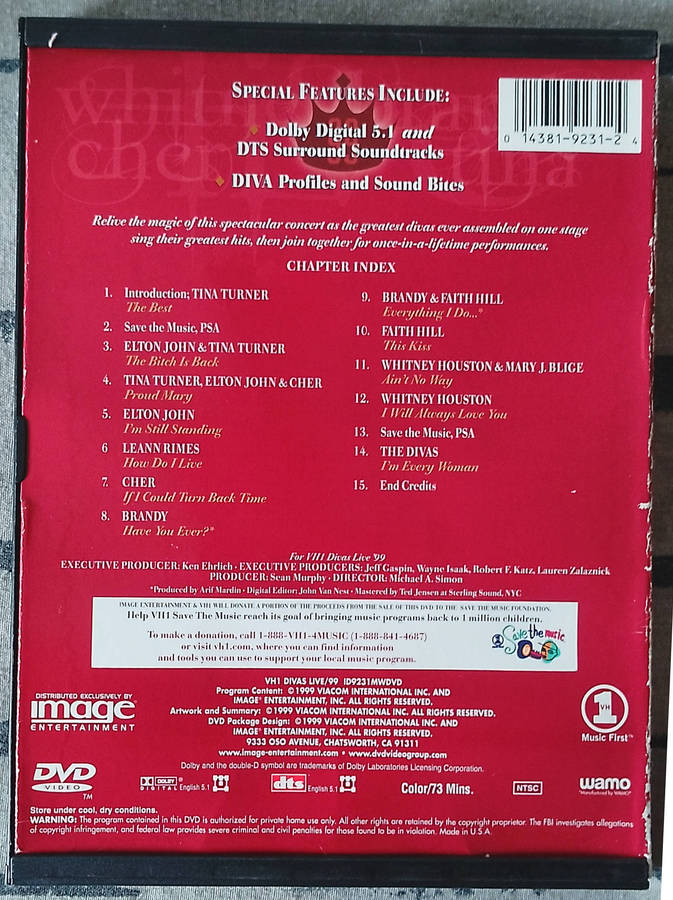 SPECIAL FEATURES INCLUDE:
Dolby Digital 5.1 and
DTS Surround Soundtracks
DIVA Profiles and Sound Bites
0 14381-9231-2 4
Relive the magic of this spectacular concert as the greatest divas ever assembled on one stage
sing their greatest hits, then join together for once-in-a-lifetime performances.
CHAPTER INDEX
1. Introduction; TINA TURNER
The Best
2. Save the Music, PSA
3. ELTON JOHN & TINA TURNER
The Bitch Is Back
4. TINA TURNER, ELTON JOHN & CHER
Proud Mary
5. ELTON JOHN
I'm Still Standing
6 LEANN RIMES
How Do I Live
7. CHER
If I Could Turn Back Time
8. BRANDY
Have You Ever?*
9. BRANDY & FAITH HILL
Everything I Do...*
10. FAITH HILL
This Kiss
11. WHITNEY HOUSTON & MARY J. BLIGE
Ain't No Way
12. WHITNEY HOUSTON
I Will Always Love You
13. Save the Music, PSA
14. THE DIVAS
I'm Every Woman
15. End Credits
For VH1 Divas Live '99
EXECUTIVE PRODUCER: Ken Ehrlich · EXECUTIVE PRODUCERS: Jeff Gaspin, Wayne Isaak, Robert F. Katz, Lauren Zalaznick
PRODUCER: Sean Murphy · DIRECTOR: Michael A. Simon
*Produced by Arif Mardin · Digital Editor: John Van Nest · Mastered by Ted Jensen at Sterling Sound, NYC
IMAGE ENTERTAINMENT & VH1 WILL DONATE A PORTION OF THE PROCEEDS FROM THE SALE OF THIS DVD TO THE SAVE THE MUSIC FOUNDATION.
Help VH1 Save The Music reach its goal of bringing music programs back to 1 million children.
To make a donation, call 1-888-VH1-4MUSIC (1-888-841-4687)
or visit vh1.com, where you can find information
and tools you can use to support your local music program.
Save the music
VH1 DIVAS LIVE/99 ID9231MWDVD
Program Content: ©1999 VIACOM INTERNATIONAL INC. AND
IMAGE ENTERTAINMENT, INC. ALL RIGHTS RESERVED.
Artwork and Summary: ©1999 VIACOM INTERNATIONAL INC. ALL RIGHTS RESERVED.
DVD Package Design: ©1999 VIACOM INTERNATIONAL INC. AND
IMAGE ENTERTAINMENT, INC. ALL RIGHTS RESERVED.
9333 OSO AVENUE, CHATSWORTH, CA 91311
www.image-entertainment.com • www.dvdvideogroup.com
Dolby and the double-D symbol are trademarks of Dolby Laboratories Licensing Corporation.
DISTRIBUTED EXCLUSIVELY BY
image
ENTERTAINMENT
VH
1
Music First™
DVD
VIDEO
TM
DOLBY
DIGITAL English 5.1
dts English 5.1
Color/73 Mins.
NTSC
wamo
"Manufactured by WAMO"
Store under cool, dry conditions.
WARNING: The program contained in this DVD is authorized for private home use only. All other rights are retained by the copyright proprietor. The FBI investigates allegations
of copyright infringement, and federal law provides severe criminal and civil penalties for those found to be in violation. Made in U.S.A.